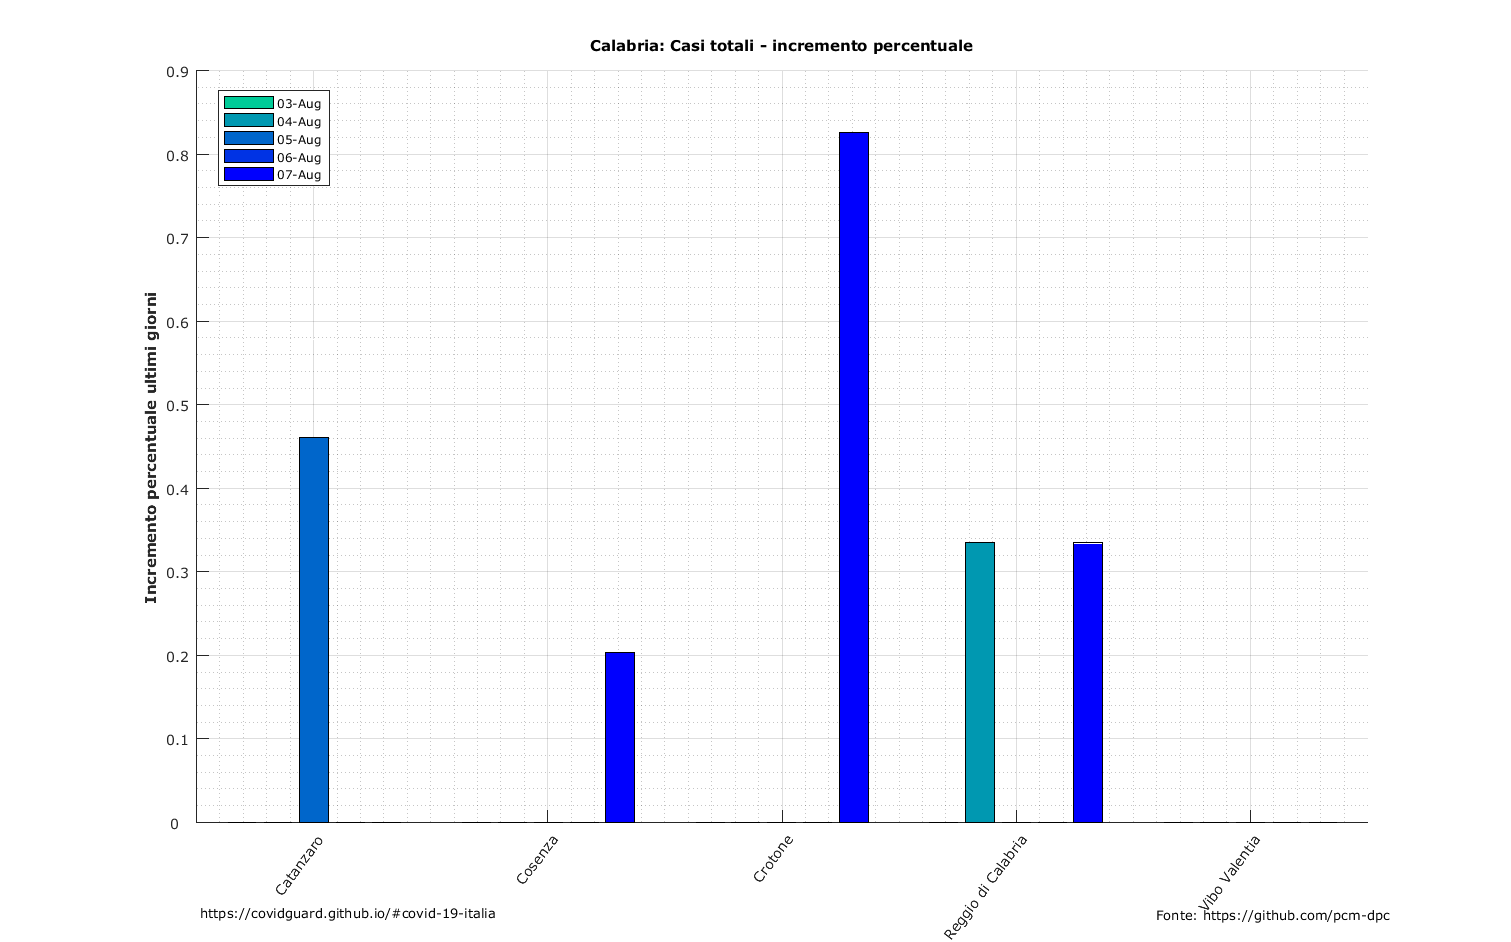 Calabria: Casi totali - incremento percentuale
Incremento percentuale ultimi giorni
0.9
0.8
0.7
0.6
0.5
0.4
0.3
0.2
0.1
0
03-Aug
04-Aug
05-Aug
06-Aug
07-Aug
Catanzaro
Cosenza
Crotone
Reggio di Calabria
Vibo Valentia
https://covidguard.github.io/#covid-19-italia
Fonte: https://github.com/pcm-dpc